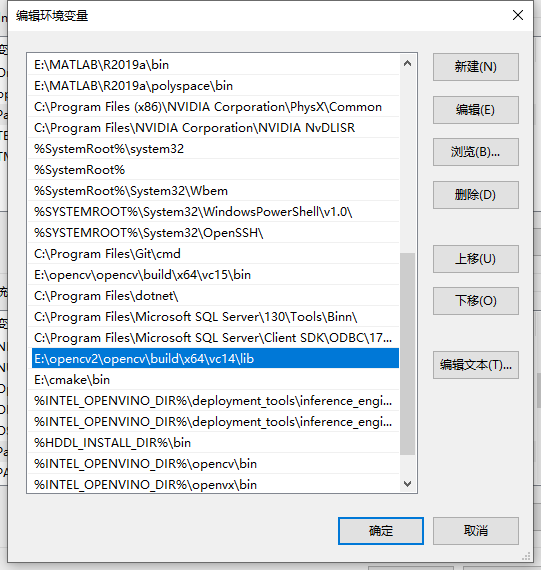 编辑环境变量
E:\MATLAB\R2019a\bin
E:\MATLAB\R2019a\polyspace\bin
C:\Program Files (x86)\NVIDIA Corporation\PhysX\Common
C:\Program Files\NVIDIA Corporation\NVIDIA NvDLISR
%SystemRoot%\system32
%SystemRoot%
%SystemRoot%\System32\Wbem
%SYSTEMROOT%\System32\WindowsPowerShell\v1.0\
%SYSTEMROOT%\System32\OpenSSH\
C:\Program Files\Git\cmd
E:\opencv\opencv\build\x64\vc15\bin
C:\Program Files\dotnet\
C:\Program Files\Microsoft SQL Server\130\Tools\Binn\
C:\Program Files\Microsoft SQL Server\Client SDK\ODBC\17...
E:\opencv2\opencv\build\x64\vc14\lib
E:\cmake\bin
%INTEL_OPENVINO_DIR%\deployment_tools\inference_engi...
%INTEL_OPENVINO_DIR%\deployment_tools\inference_engi...
%HDDL_INSTALL_DIR%\bin
%INTEL_OPENVINO_DIR%\opencv\bin
%INTEL_OPENVINO_DIR%\openvx\bin
新建(N)
编辑(E)
浏览(B)...
删除(D)
上移(U)
下移(O)
编辑文本(T)...
确定
取消